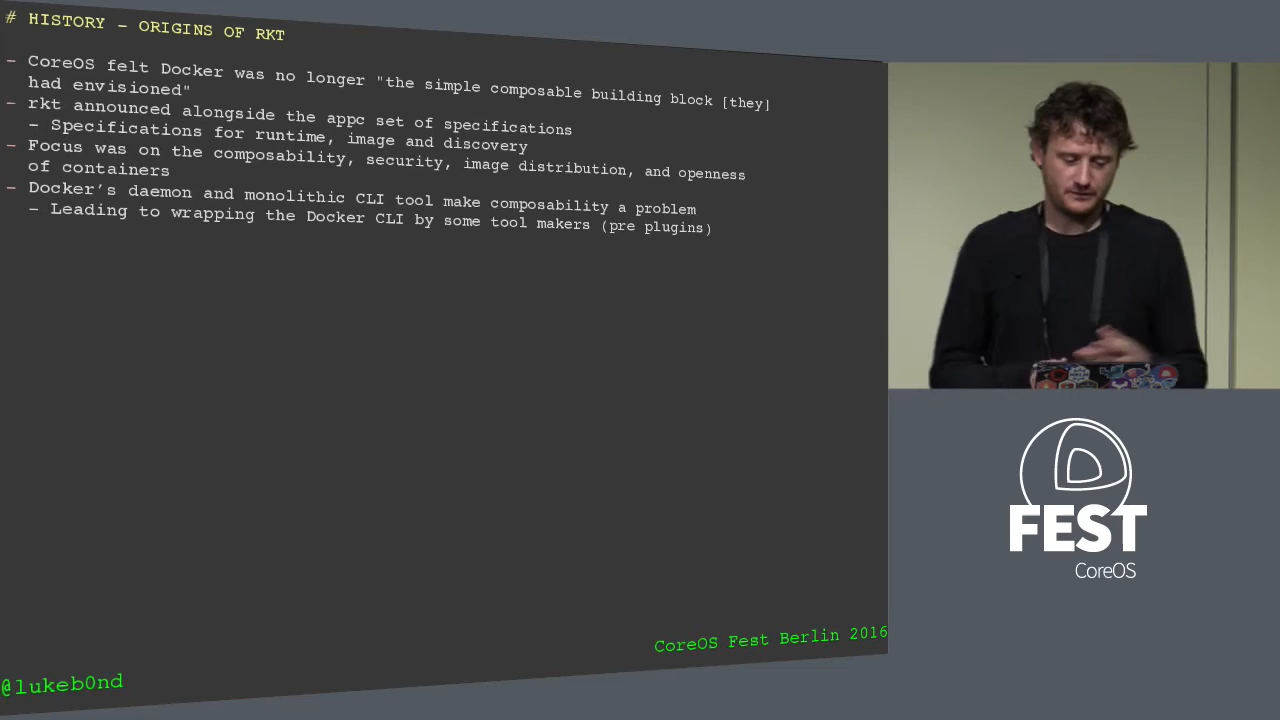 # HISTORY – ORIGINS OF RKT
– CoreOS felt Docker was no longer "the simple composable building block [they]
had envisioned"
– rkt announced alongside the appc set of specifications
– Specifications for runtime, image and discovery
– Focus was on the composability, security, image distribution, and openness
of containers
– Docker's daemon and monolithic CLI tool make composability a problem
– Leading to wrapping the Docker CLI by some tool makers (pre plugins)
FEST
CoreOS
CoreOS Fest Berlin 2016
@lukeb0nd